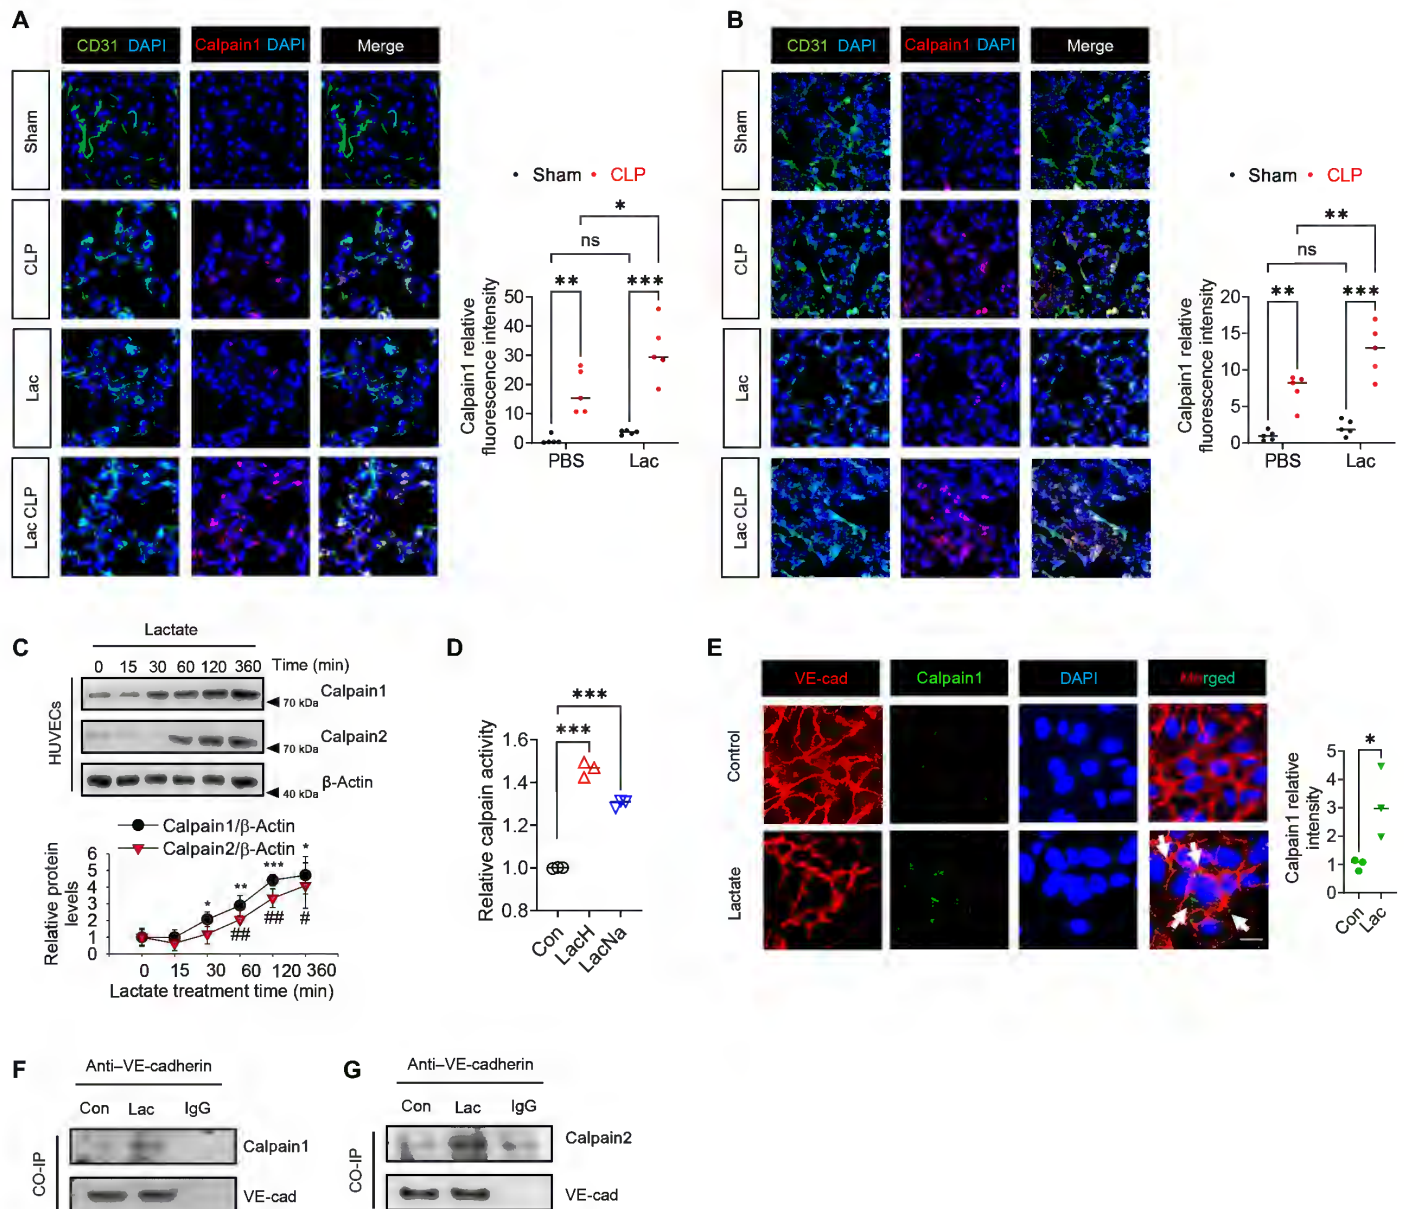 A
CD31 DAPI
Calpain1 DAPI
Merge
Sham
CLP
Lac
Lac CLP
• Sham • CLP
*
ns
** ***
Calpain1 relative
fluorescence intensity
50
40
30
20
10
0
PBS Lac
B
CD31 DAPI
Calpain1 DAPI
Merge
Sham
CLP
Lac
Lac CLP
• Sham • CLP
**
ns
** ***
Calpain1 relative
fluorescence intensity
20
15
10
5
0
PBS Lac
C
Lactate
0 15 30 60 120 360 Time (min)
HUVECs
Calpain1
70 kDa
Calpain2
70 kDa
β-Actin
40 kDa
Calpain1/β-Actin
Calpain2/β-Actin
Relative protein
levels
6
5
4
3
2
1
0
* ** *** *
## ## #
0 15 30 60 120 360
Lactate treatment time (min)
D
***
***
Relative calpain activity
1.6
1.4
1.2
1.0
0.8
Con LacH LacNa
E
VE-cad
Calpain1
DAPI
Merged
Control
Lactate
*
Calpain1 relative
intensity
5
4
3
2
1
0
Con Lac
F
Anti–VE-cadherin
Con Lac IgG
CO-IP
Calpain1
VE-cad
G
Anti–VE-cadherin
Con Lac IgG
CO-IP
Calpain2
VE-cad